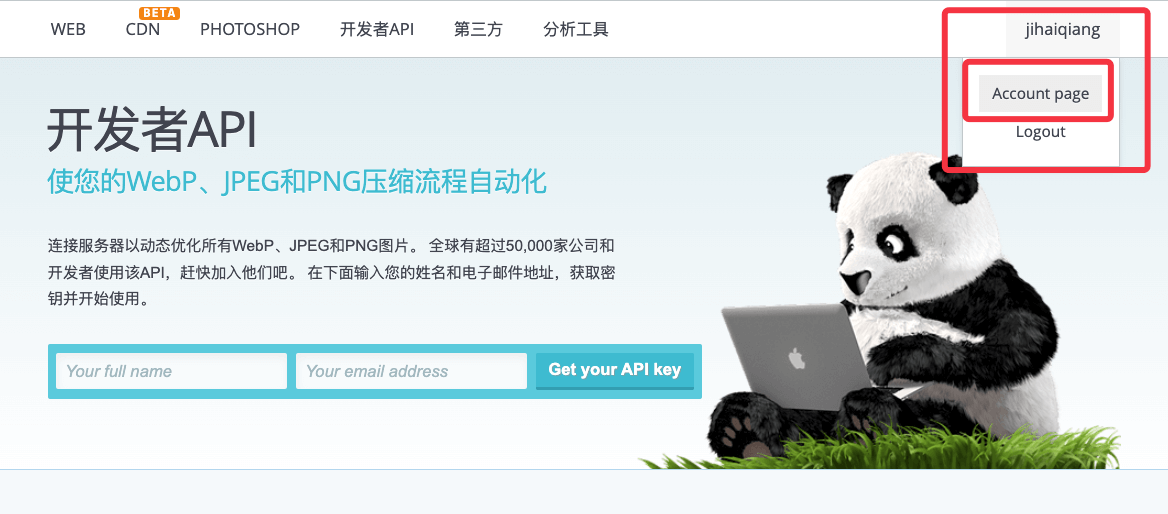 BETA
WEB CDN PHOTOSHOP 开发者API 第三方 分析工具 jihaiqiang
Account page
Logout
开发者API
使您的WebP、JPEG和PNG压缩流程自动化
连接服务器以动态优化所有WebP、JPEG和PNG图片。 全球有超过50,000家公司和
开发者使用该API，赶快加入他们吧。 在下面输入您的姓名和电子邮件地址，获取密
钥并开始使用。
Your full name Your email address Get your API key